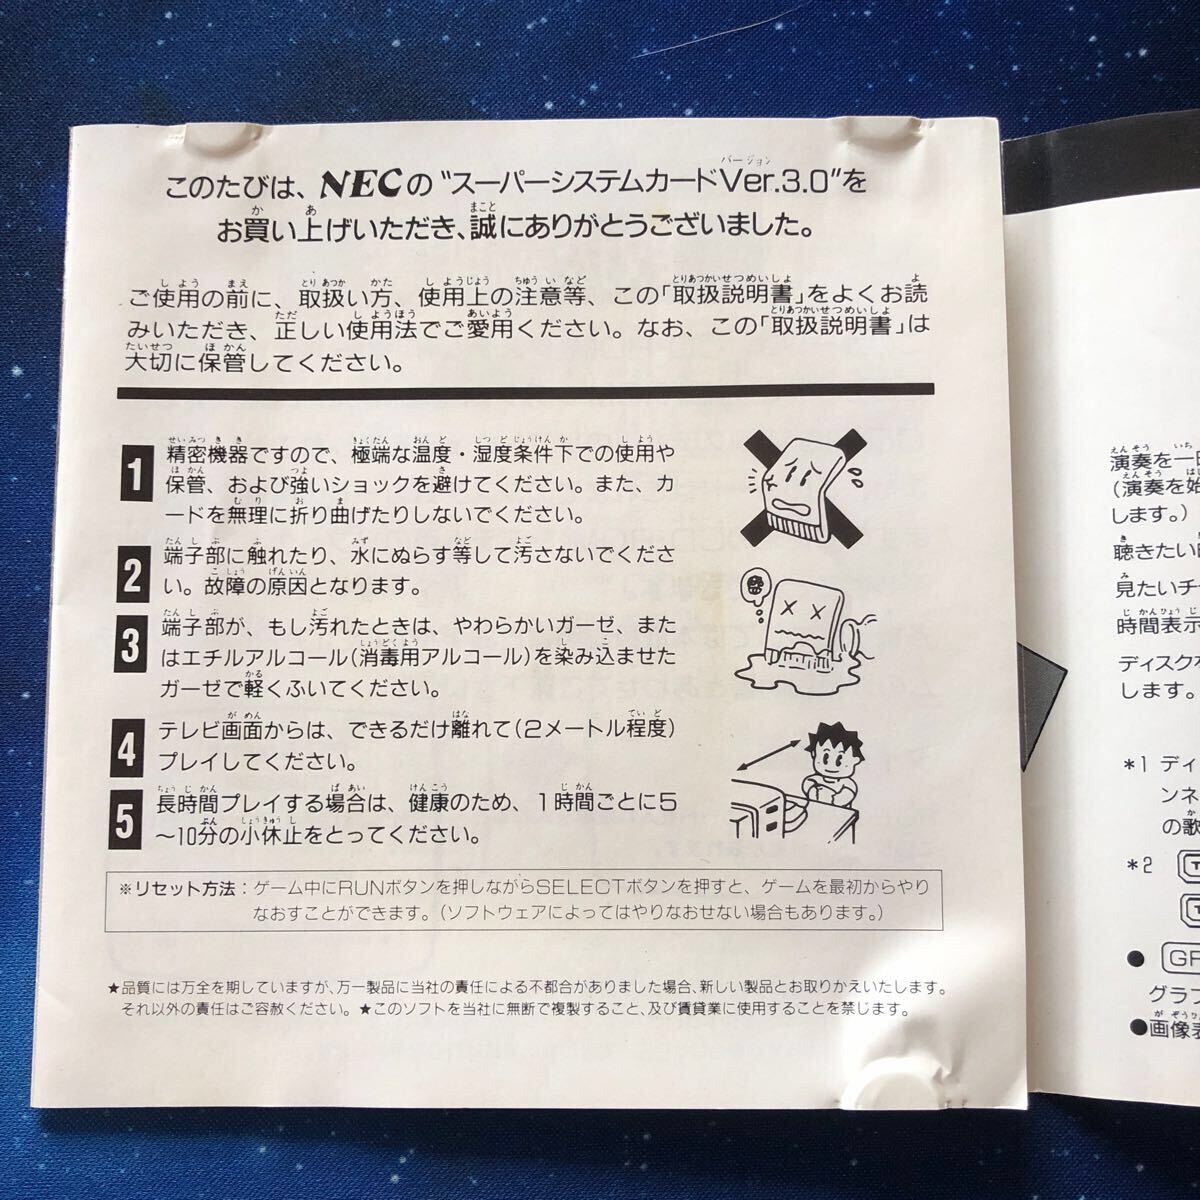 このたびは、NECの“スーパーシステムカードVer.3.0”を
お買い上げいただき、誠にありがとうございました。
ご使用の前に、取扱い方、使用上の注意等、この「取扱説明書」をよくお読
みいただき、正しい使用法でご愛用ください。なお、この「取扱説明書」は
大切に保管してください。
1 精密機器ですので、極端な温度・湿度条件下での使用や
保管、および強いショックを避けてください。また、カ
ードを無理に折り曲げたりしないでください。
2 端子部に触れたり、水にぬらす等して汚さないでくださ
い。故障の原因となります。
3 端子部が、もし汚れたときは、やわらかいガーゼ、また
はエチルアルコール(消毒用アルコール)を染み込ませた
ガーゼで軽くふいてください。
4 テレビ画面からは、できるだけ離れて(2メートル程度)
プレイしてください。
5 長時間プレイする場合は、健康のため、1時間ごとに5
〜10分の小休止をとってください。
※リセット方法：ゲーム中にRUNボタンを押しながらSELECTボタンを押すと、ゲームを最初からやり
なおすことができます。(ソフトウェアによってはやりなおせない場合もあります。)
★品質には万全を期していますが、万一製品に当社の責任による不都合がありました場合、新しい製品とお取りかえいたします。
それ以外の責任はご容赦ください。★このソフトを当社に無断で複製すること、及び賃貸業に使用することを禁じます。
演奏を一
(演奏を始
します。)
聴きたい
見たいチ
時間表示
ディスクを
します。
*1 ディ
ンネ
の歌
*2
● GR
グラフ
●画像表